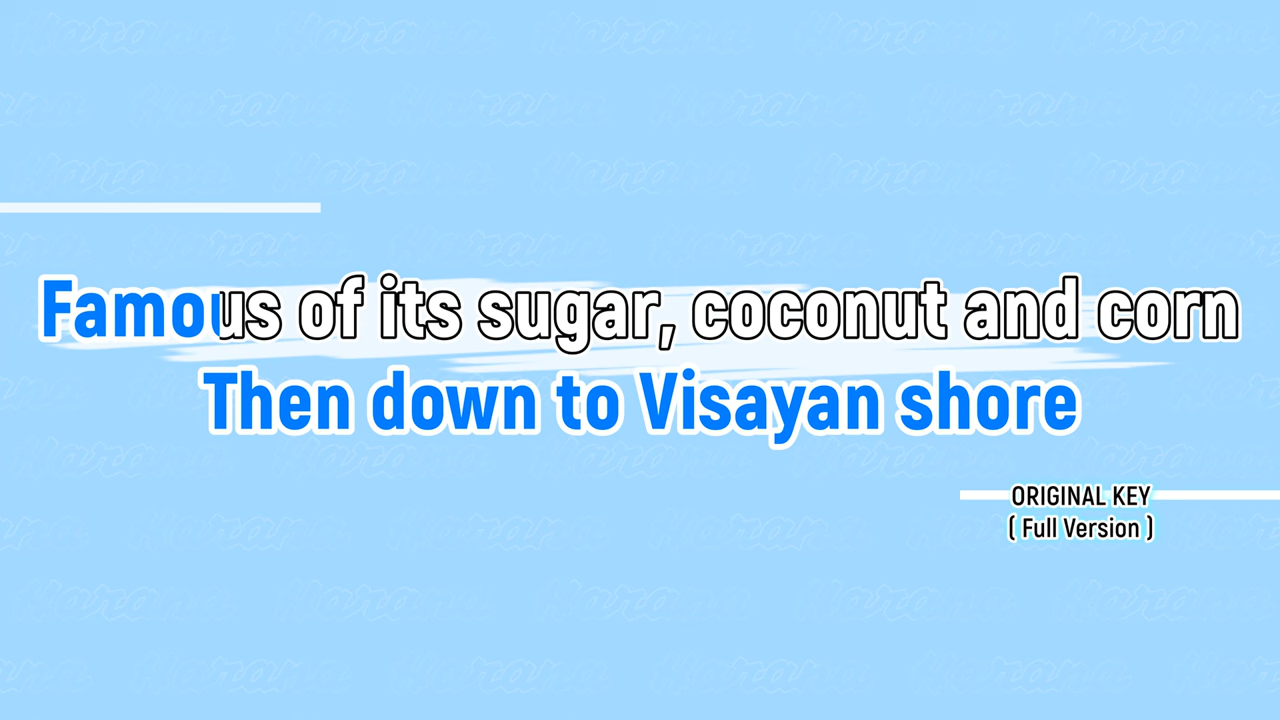 Famous of its sugar, coconut and corn
Then down to Visayan shore
ORIGINAL KEY
( Full Version )